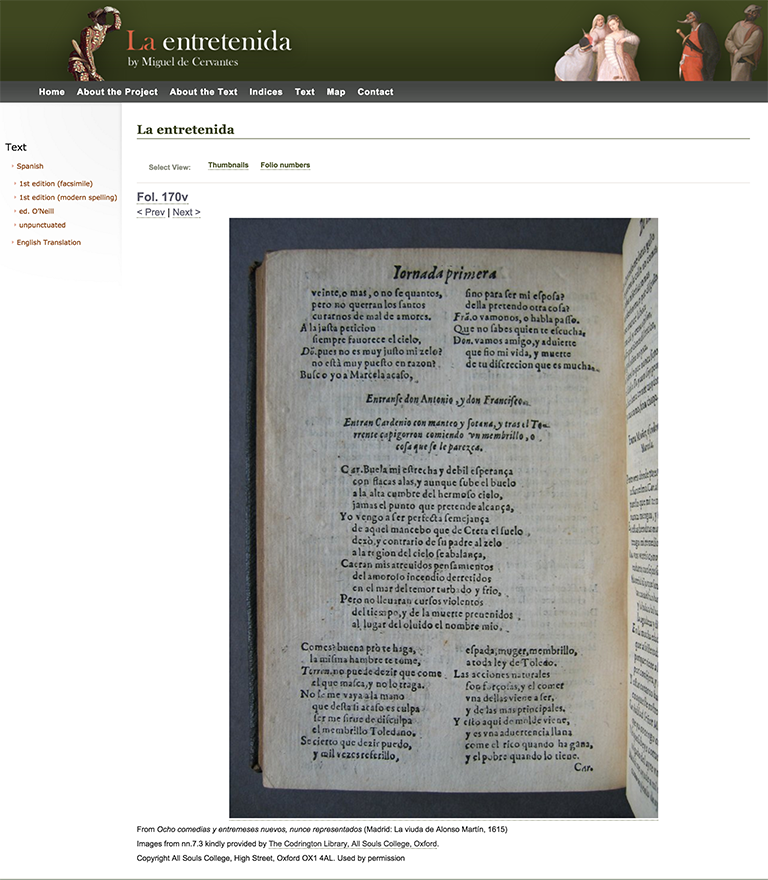 La entretenida
by Miguel de Cervantes
Home About the Project About the Text Indices Text Map Contact
Text
Spanish
1st edition (facsimile)
1st edition (modern spelling)
ed. O'Neill
unpunctuated
English Translation
La entretenida
Select View: Thumbnails Folio numbers
Fol. 170v
< Prev | Next >
Iornada primera
veinte,o mas, o no ſe quantos,
pero no querran los ſantos
curarnos de mal de amores.
A la juſta peticion
ſiempre fauorece el cielo,
Dō. pues no es muy juſto mi zelo?
no eſtà muy pueſto en razon?
Buſco yo a Marcela acaſo,
ſino para ſer mi eſpoſa?
della pretendo otra coſa?
Frā. o vamonos, o habla paſſo.
Que no ſabes quien te eſcucha,
Don. vamos amigo, y aduierte
que fio mi vida, y muerte
de tu diſcrecion que es mucha.
Entranſe don Antonio, y don Franciſco.
Entran Cardenio con manteo y ſotana, y tras el To-
rrente capigorron comiendo vn membrillo, o
coſa que ſe le parezca.
Car. Buela mi eſtrecha y debil eſperança
con flacas alas, y aunque ſube el buelo
a la alta cumbre del hermoſo cielo,
jamas el punto que pretende alcança,
Yo vengo a ſer perfecta ſemejança
de aquel mancebo que de Creta el ſuelo
dexò, y contrario de ſu padre al zelo
a la region del cielo ſe abalança,
Caeran mis atreuidos penſamientos
del amoroſo incendio derretidos
en el mar del temor turbado y frio,
Pero no lleuaran curſos violentos
del tiempo, y de la muerte preuenidos
al lugar del oluido el nombre mio.
Comes? buena pro te haga,
la miſma hambre te tome,
Torren. no puede dezir que come
el que maſca, y no lo traga.
No ſe me vaya a la mano
que deſta ſi acaſo es culpa
ſer me ſirue de diſculpa
el membrillo Toledano.
Se cierto que dezir puedo,
y mil vezes referillo,
eſpada, muger, membrillo,
a toda ley de Toledo.
Las acciones naturales
ſon forçoſas, y el comer
vna dellas viene a ſer,
y de las mas principales.
Y eſto aqui de molde viene,
y es vna aduertencia llana
come el rico quando ha gana,
y el pobre quando lo tiene.
Car.
From Ocho comedias y entremeses nuevos, nunce representados (Madrid: La viuda de Alonso Martín, 1615)
Images from nn.7.3 kindly provided by The Codrington Library, All Souls College, Oxford.
Copyright All Souls College, High Street, Oxford OX1 4AL. Used by permission